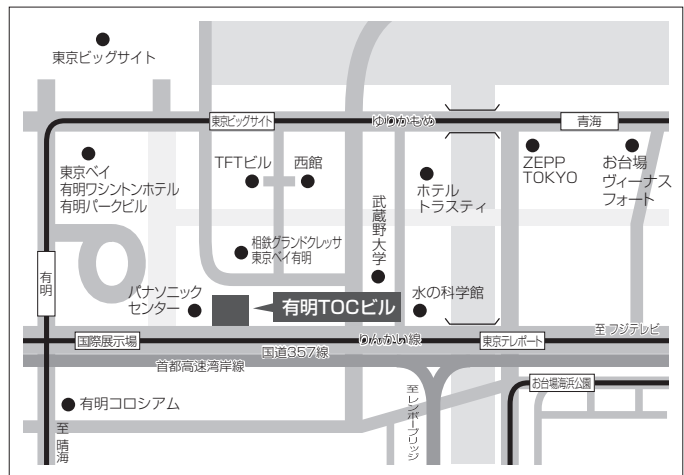 東京ビッグサイト
東京ビッグサイト
ゆりかもめ
青海
東京ベイ
有明ワシントンホテル
有明パークビル
TFTビル
西館
ホテル
トラスティ
ZEPP
TOKYO
お台場
ヴィーナス
フォート
武蔵野大学
相鉄グランドクレッサ
東京ベイ有明
有明
パナソニック
センター
有明TOCビル
水の科学館
至 フジテレビ
国際展示場
りんかい線
東京テレポート
国道357線
首都高速湾岸線
お台場海浜公園
有明コロシアム
至 晴海
至レンボーブリッジ